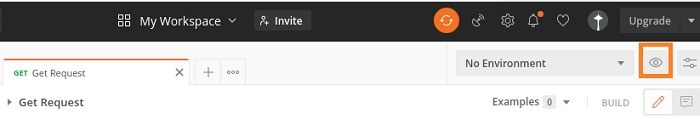 My Workspace Invite Upgrade
GET Get Request No Environment
Get Request Examples 0 BUILD